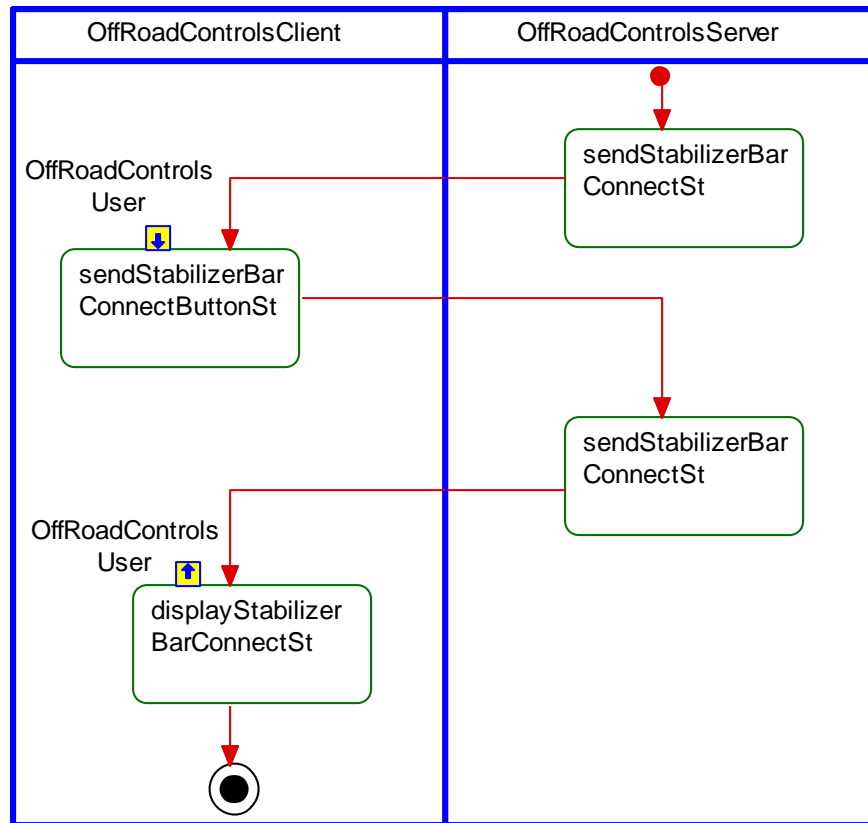 OffRoadControlsClient
OffRoadControlsServer
sendStabilizerBar
ConnectSt
OffRoadControls
User
sendStabilizerBar
ConnectButtonSt
sendStabilizerBar
ConnectSt
OffRoadControls
User
displayStabilizer
BarConnectSt